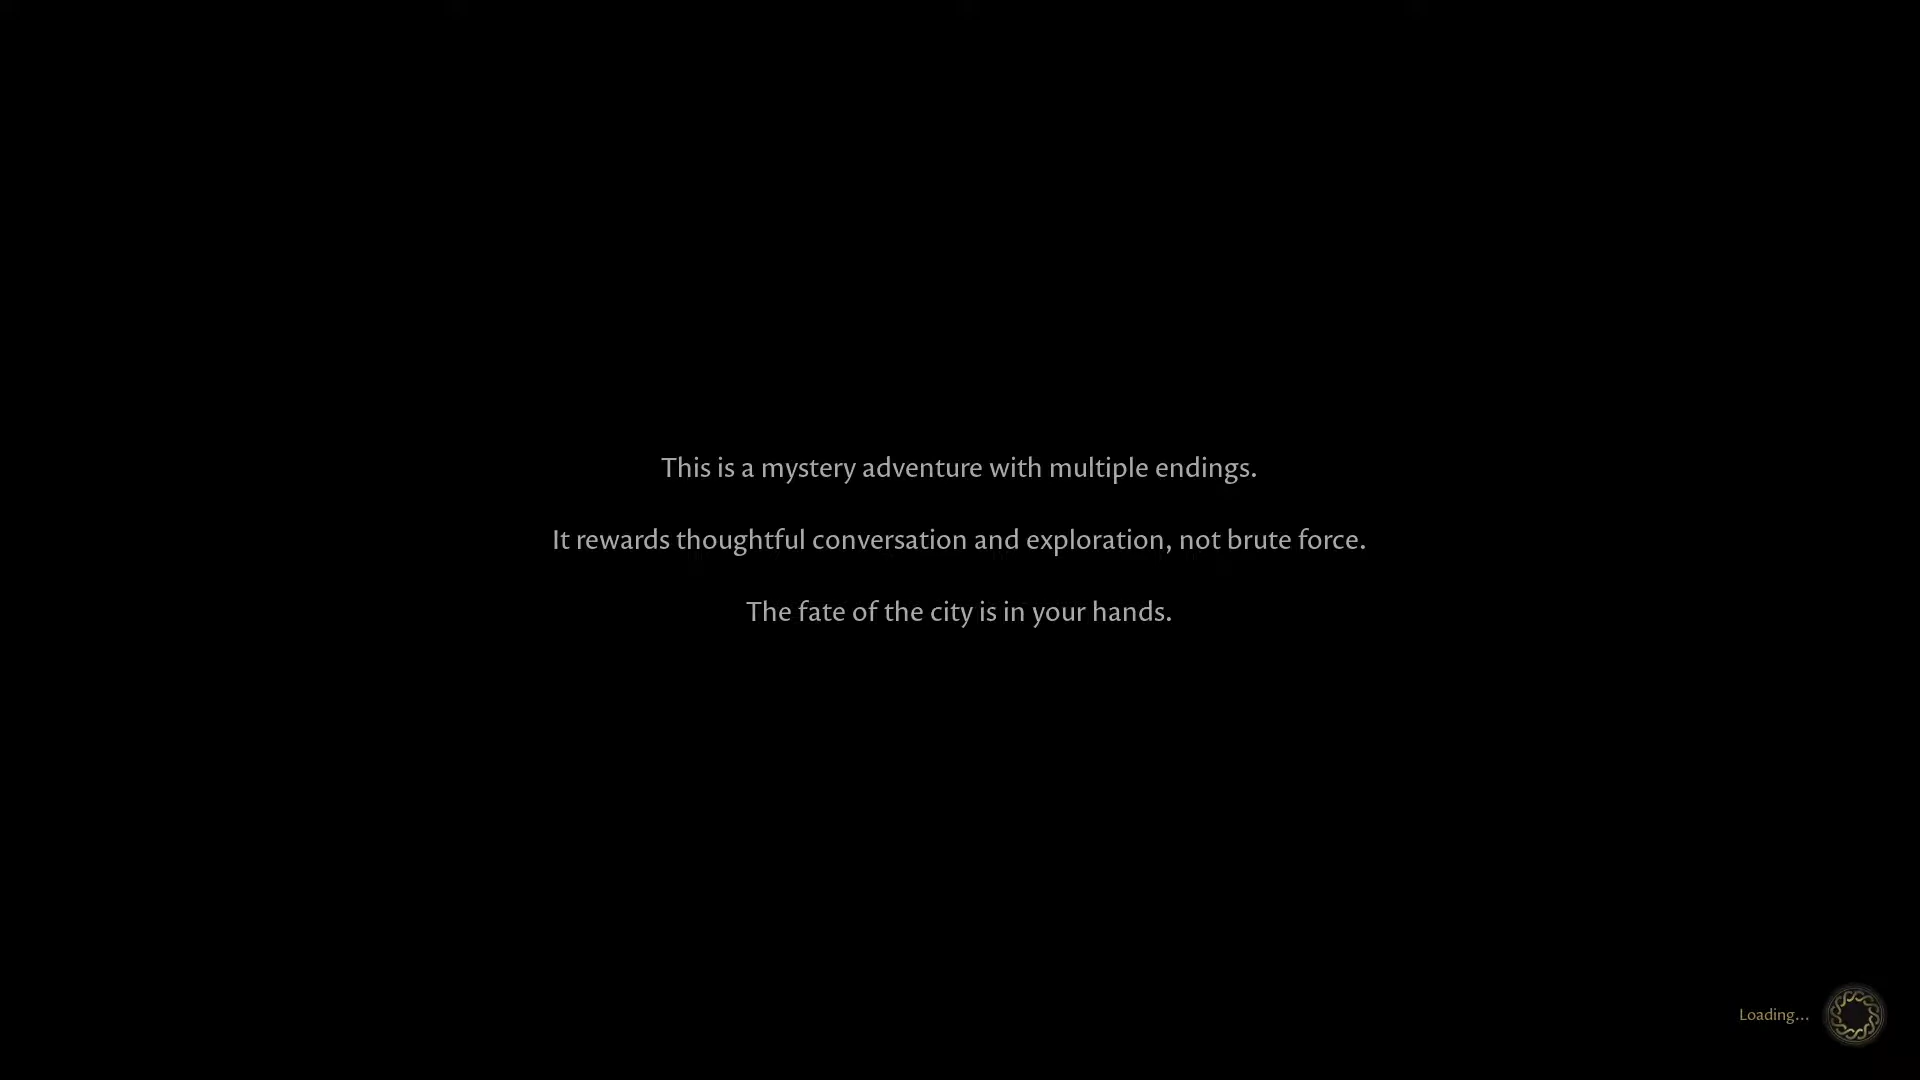 This is a mystery adventure with multiple endings.
It rewards thoughtful conversation and exploration, not brute force.
The fate of the city is in your hands.
Loading...